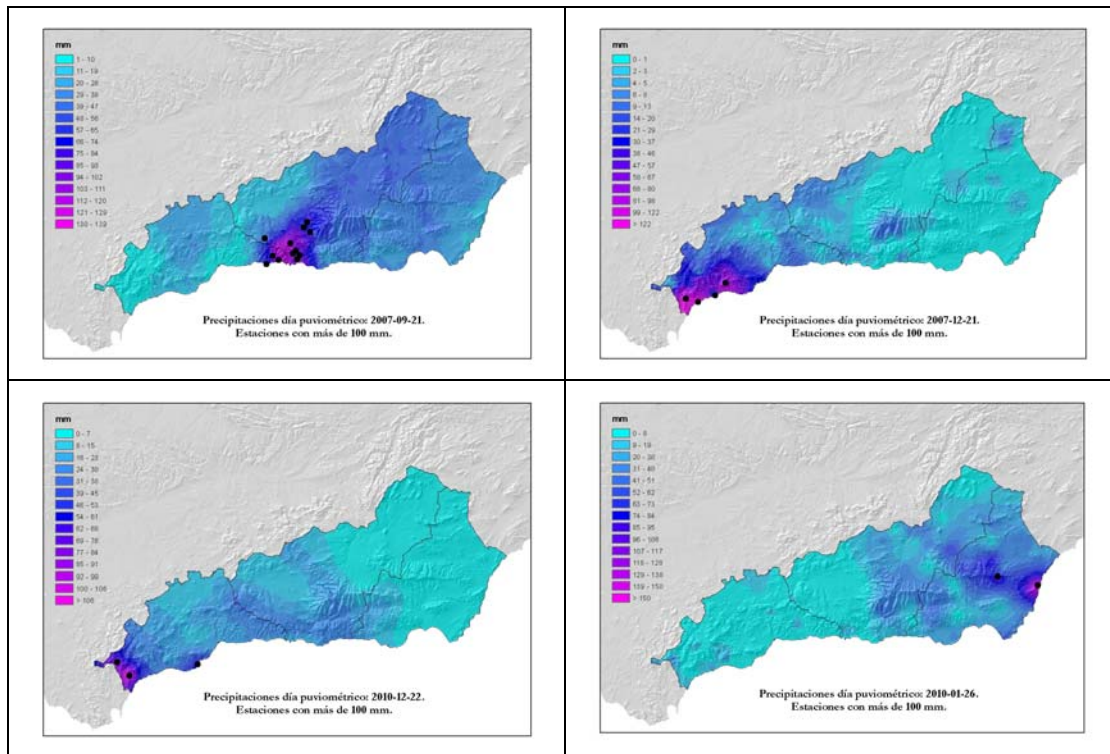 mm
1 - 10
11 - 19
20 - 28
29 - 38
39 - 47
48 - 56
57 - 65
66 - 74
75 - 84
85 - 93
94 - 102
103 - 111
112 - 120
121 - 129
130 - 139
Precipitaciones día puviométrico: 2007-09-21.
Estaciones con más de 100 mm.
mm
0 - 1
2 - 3
4 - 5
6 - 8
9 - 13
14 - 20
21 - 29
30 - 37
38 - 46
47 - 57
58 - 67
68 - 80
81 - 98
99 - 122
> 122
Precipitaciones día puviométrico: 2007-12-21.
Estaciones con más de 100 mm.
mm
0 - 7
8 - 15
16 - 23
24 - 30
31 - 38
39 - 45
46 - 53
54 - 61
62 - 68
69 - 76
77 - 84
85 - 91
92 - 99
100 - 106
> 106
Precipitaciones día puviométrico: 2010-12-22.
Estaciones con más de 100 mm.
mm
9 - 19
20 - 30
31 - 40
41 - 51
52 - 62
63 - 73
74 - 84
85 - 95
96 - 106
107 - 117
139 - 150
> 150
Precipitaciones día puviométrico: 2010-01-26.
Estaciones con más de 100 mm.